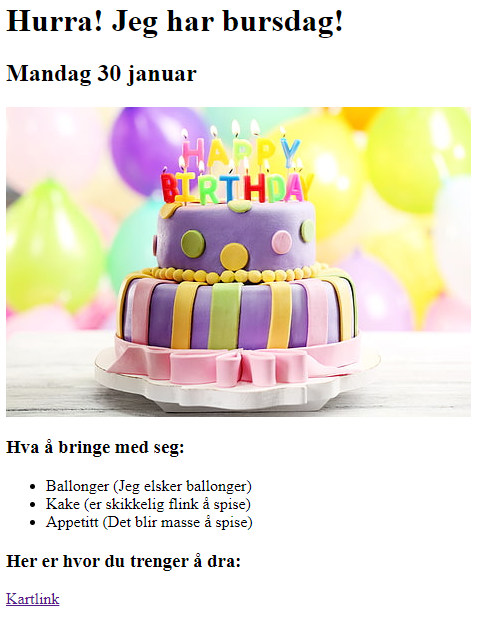 Hurra! Jeg har bursdag!
Mandag 30 januar
HAPPY
BIRTHDAY
Hva å bringe med seg:
Ballonger (Jeg elsker ballonger)
Kake (er skikkelig flink å spise)
Appetitt (Det blir masse å spise)
Her er hvor du trenger å dra:
Kartlink